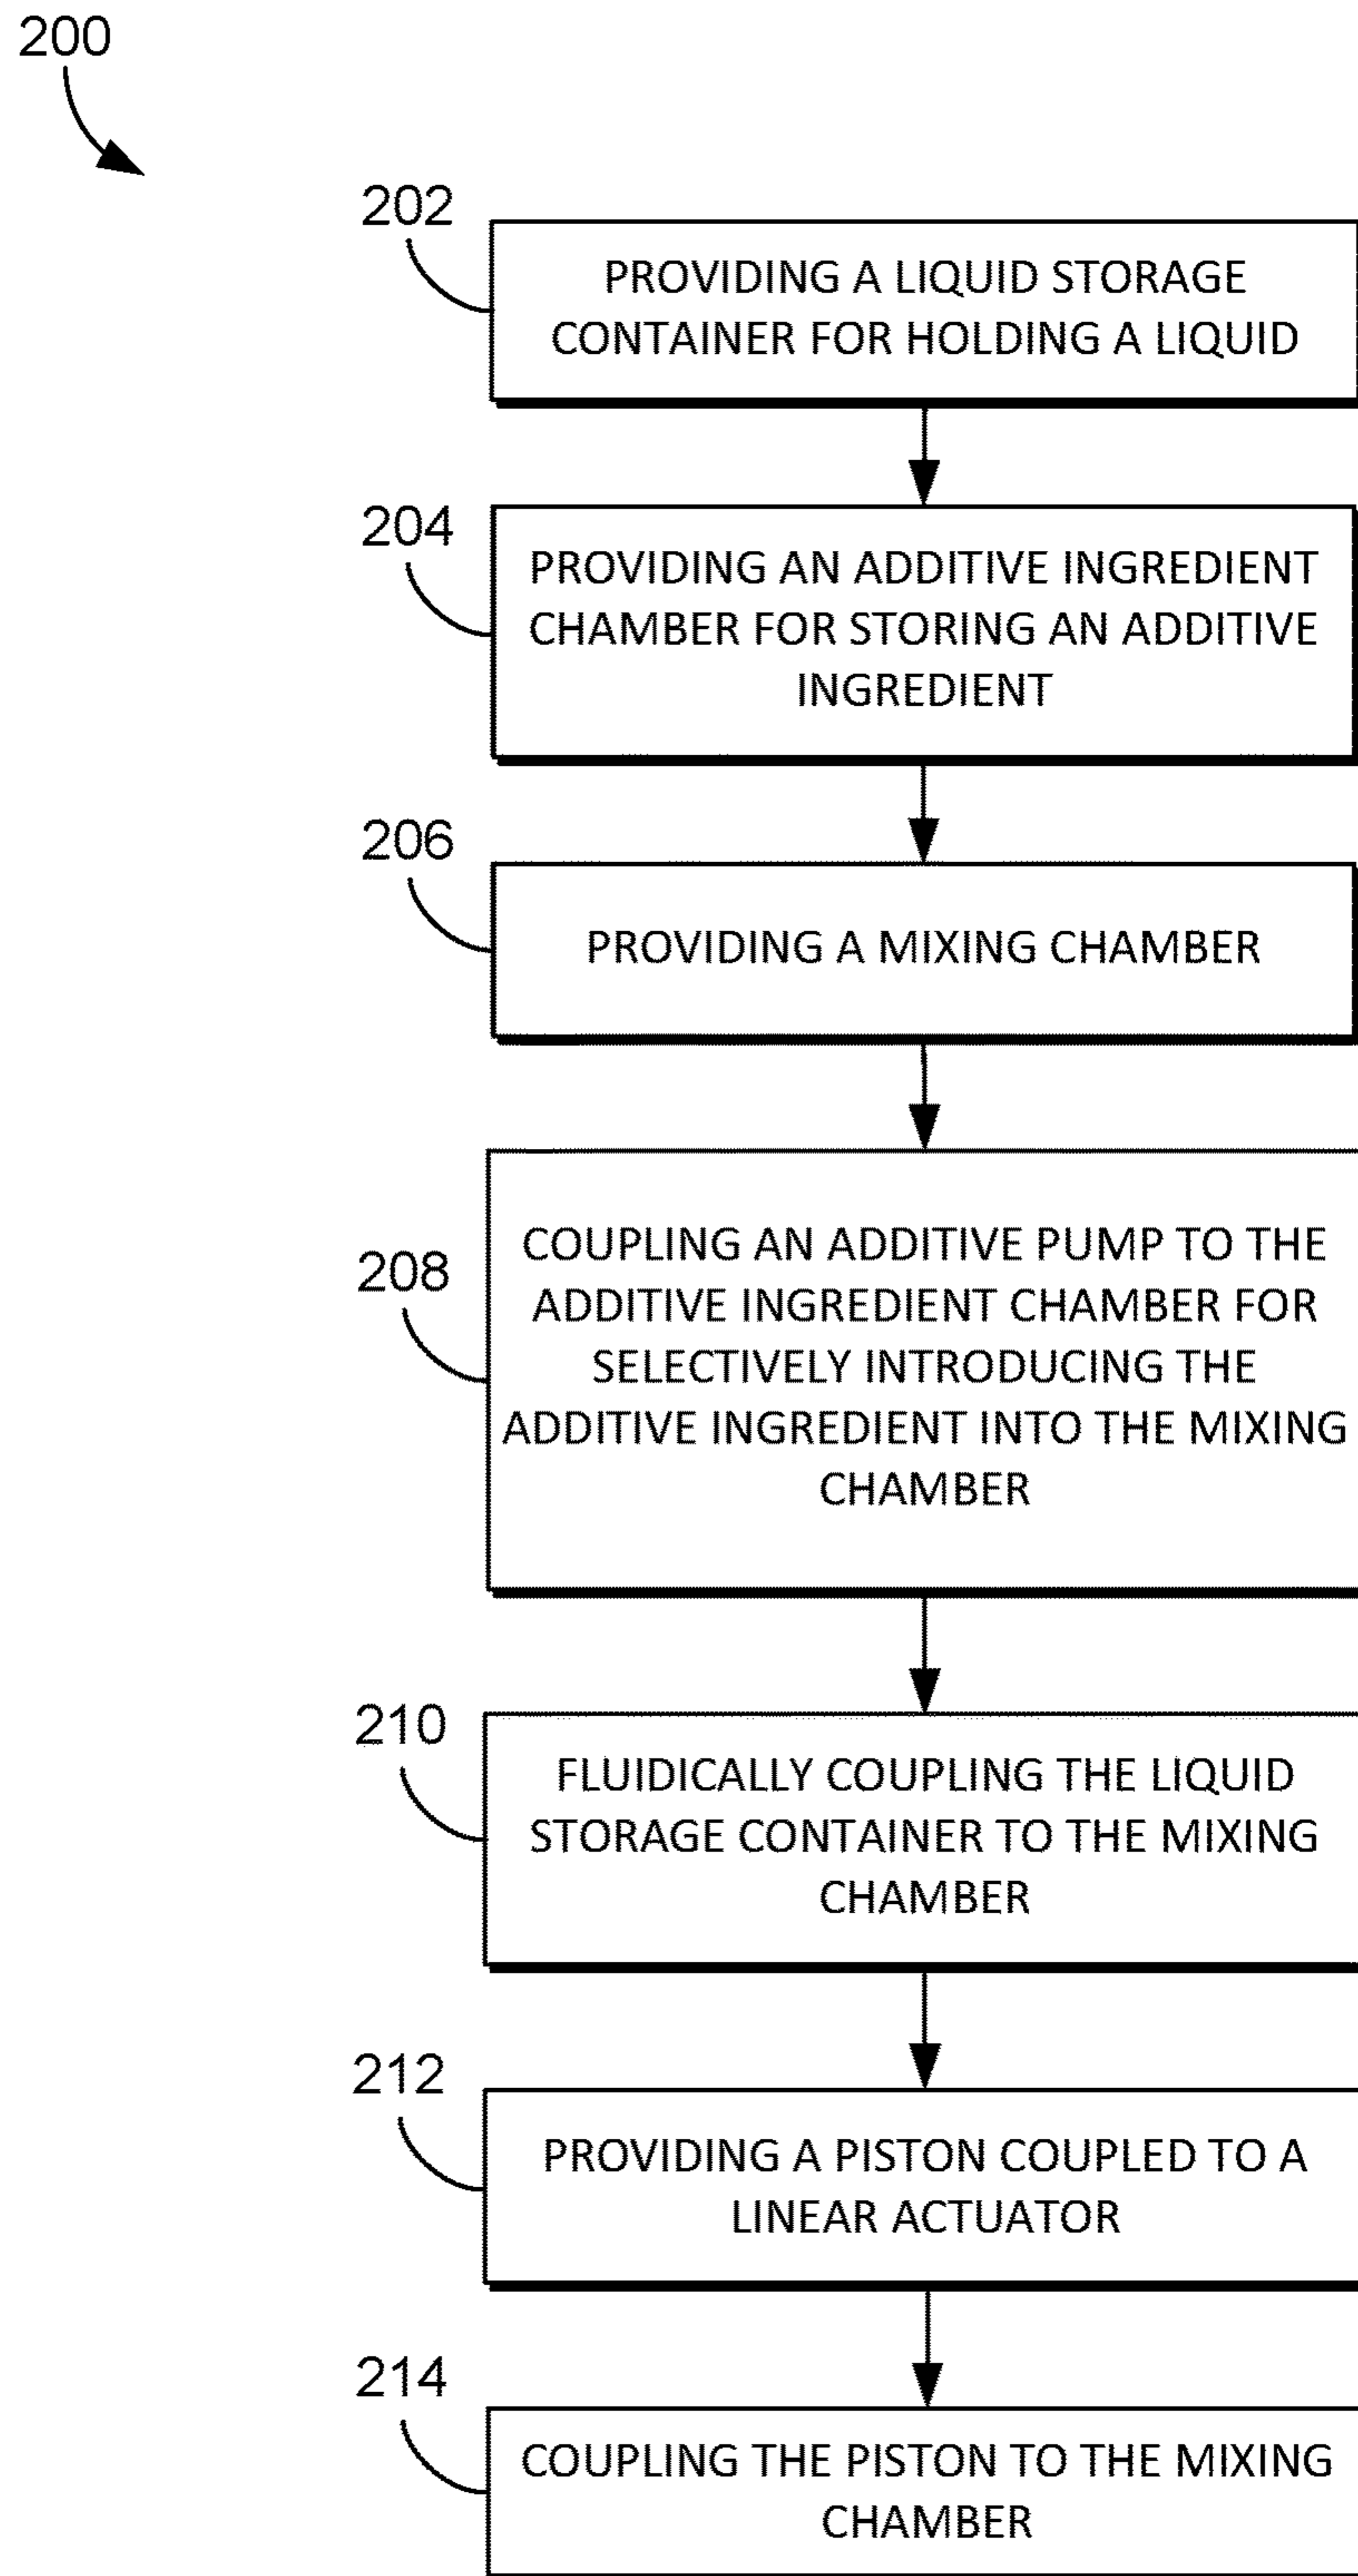 200
202
PROVIDING A LIQUID STORAGE
CONTAINER FOR HOLDING A LIQUID
204
PROVIDING AN ADDITIVE INGREDIENT
CHAMBER FOR STORING AN ADDITIVE
INGREDIENT
206
PROVIDING A MIXING CHAMBER
208
COUPLING AN ADDITIVE PUMP TO THE
ADDITIVE INGREDIENT CHAMBER FOR
SELECTIVELY INTRODUCING THE
ADDITIVE INGREDIENT INTO THE MIXING
CHAMBER
210
FLUIDICALLY COUPLING THE LIQUID
STORAGE CONTAINER TO THE MIXING
CHAMBER
212
PROVIDING A PISTON COUPLED TO A
LINEAR ACTUATOR
214
COUPLING THE PISTON TO THE MIXING
CHAMBER